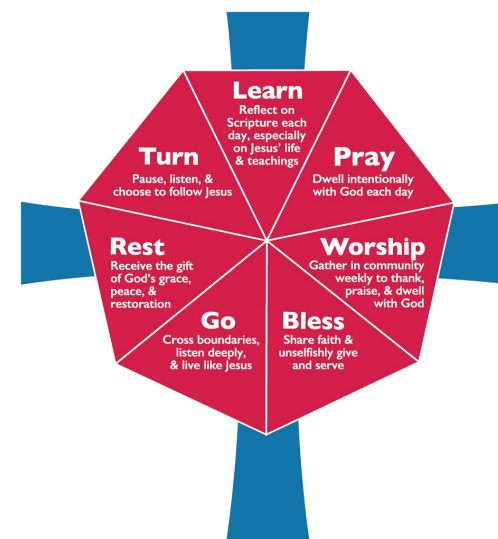 Learn
Reflect on
Scripture each
day, especially
on Jesus' life
& teachings
Pray
Dwell intentionally
with God each day
Worship
Gather in community
weekly to thank,
praise, & dwell
with God
Bless
Share faith &
unselfishly give
and serve
Go
Cross boundaries,
listen deeply,
& live like Jesus
Rest
Receive the gift
of God's grace,
peace, &
restoration
Turn
Pause, listen, &
choose to follow Jesus